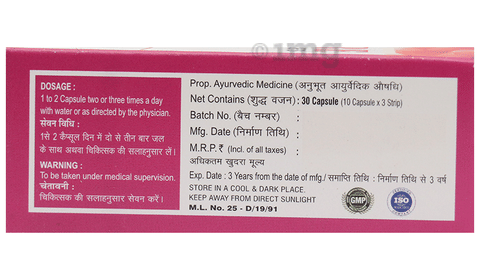 1mg
DOSAGE :
1 to 2 Capsule two or three times a day
with water or as directed by the physician.
सेवन विधि :
1से 2 कैप्सूल दिन में दो से तीन बार जल
के साथ अथवा चिकित्सक की सलाहनुसार लें।
WARNING :
To be taken under medical supervision.
चेतावनी :
चिकित्सक की सलाहनुसार सेवन करें।
Prop. Ayurvedic Medicine (अनुभूत आयुर्वेदिक औषधि)
Net Contains (शुद्ध वजन) : 30 Capsule (10 Capsule x 3 Strip)
Batch No. (बैच नम्बर) :
Mfg. Date (निर्माण तिथि) :
M.R.P. ₹ (Incl. of all taxes) :
अधिकतम खुदरा मूल्य
Exp. Date : 3 Years from the date of mfg./ समाप्ति तिथि : निर्माण तिथि से 3 वर्ष
STORE IN A COOL & DARK PLACE.
KEEP AWAY FROM DIRECT SUNLIGHT
M.L. No. 25 - D/19/91
GMP
ISO